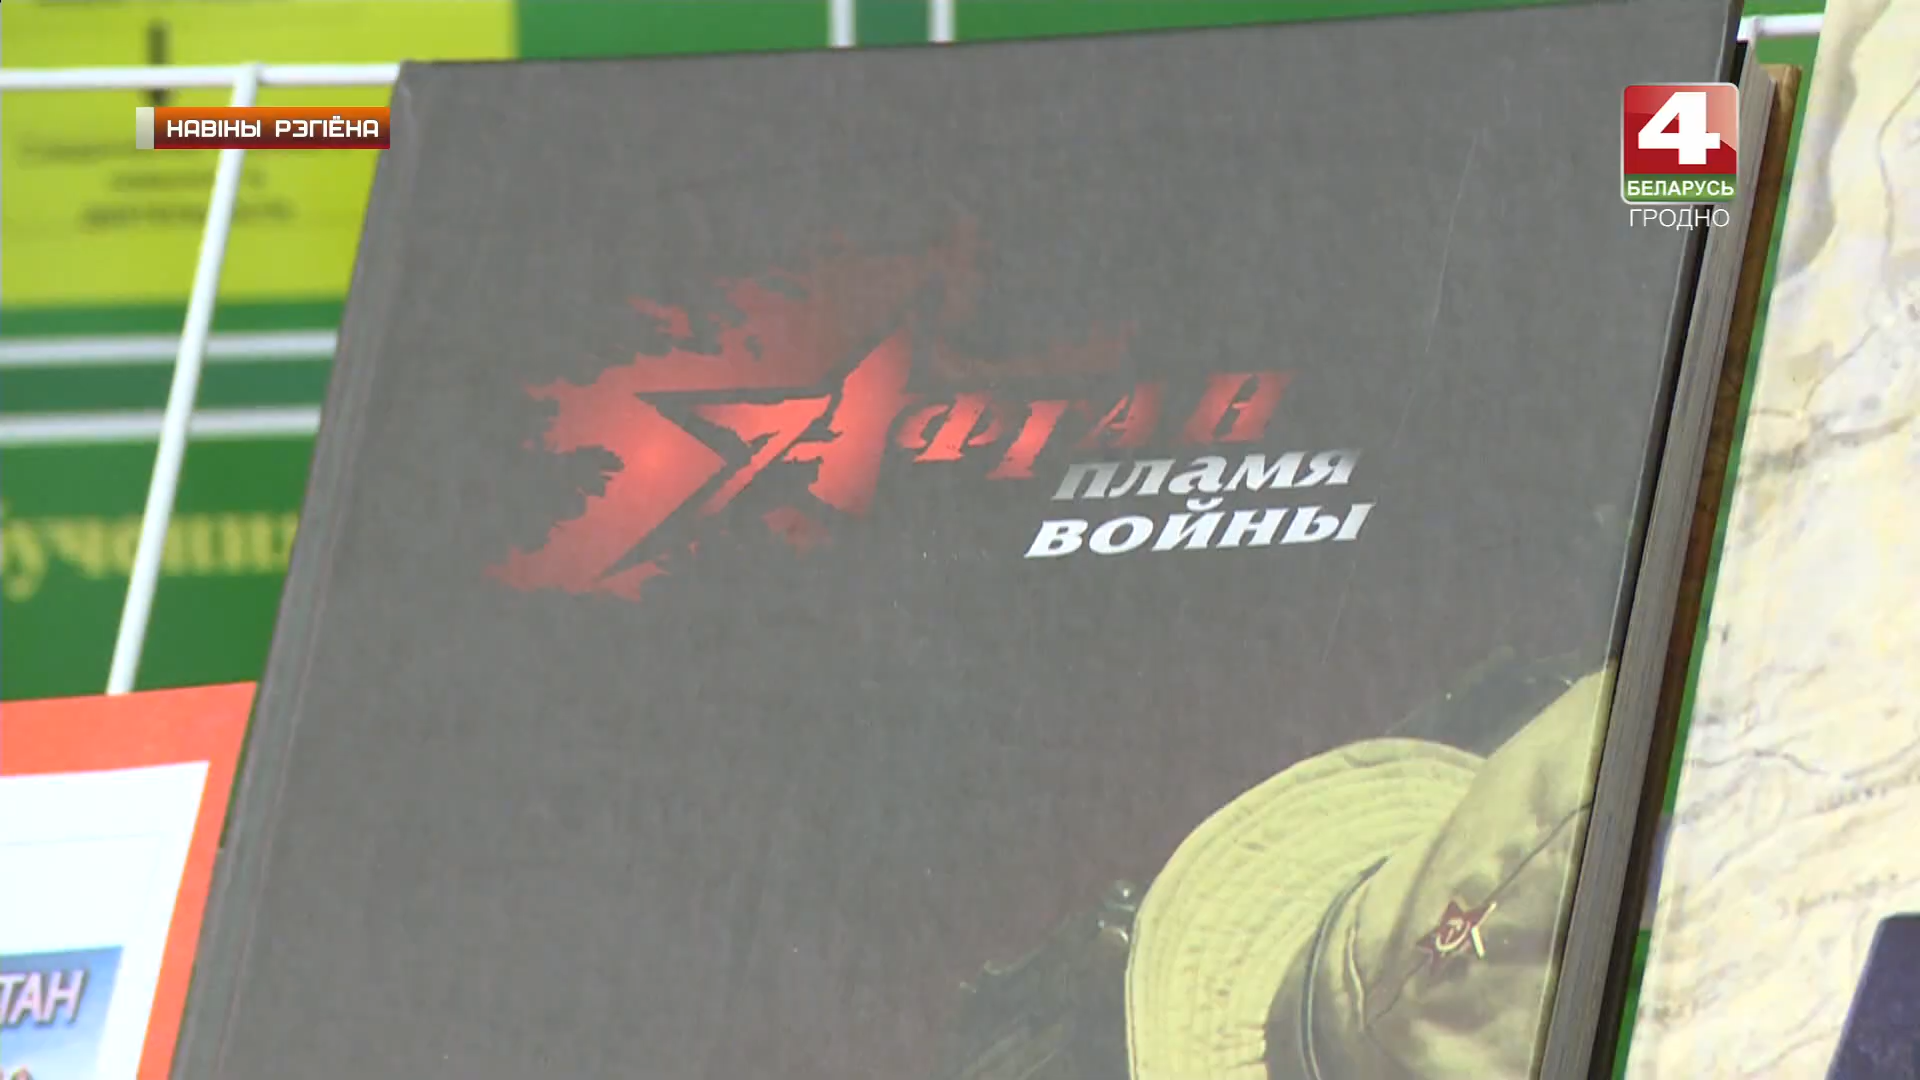 НАВІНЫ РЭГІЁНА
4
БЕЛАРУСЬ
ГРОДНО
АФГАН
ПЛАМЯ
ВОЙНЫ
ТАН